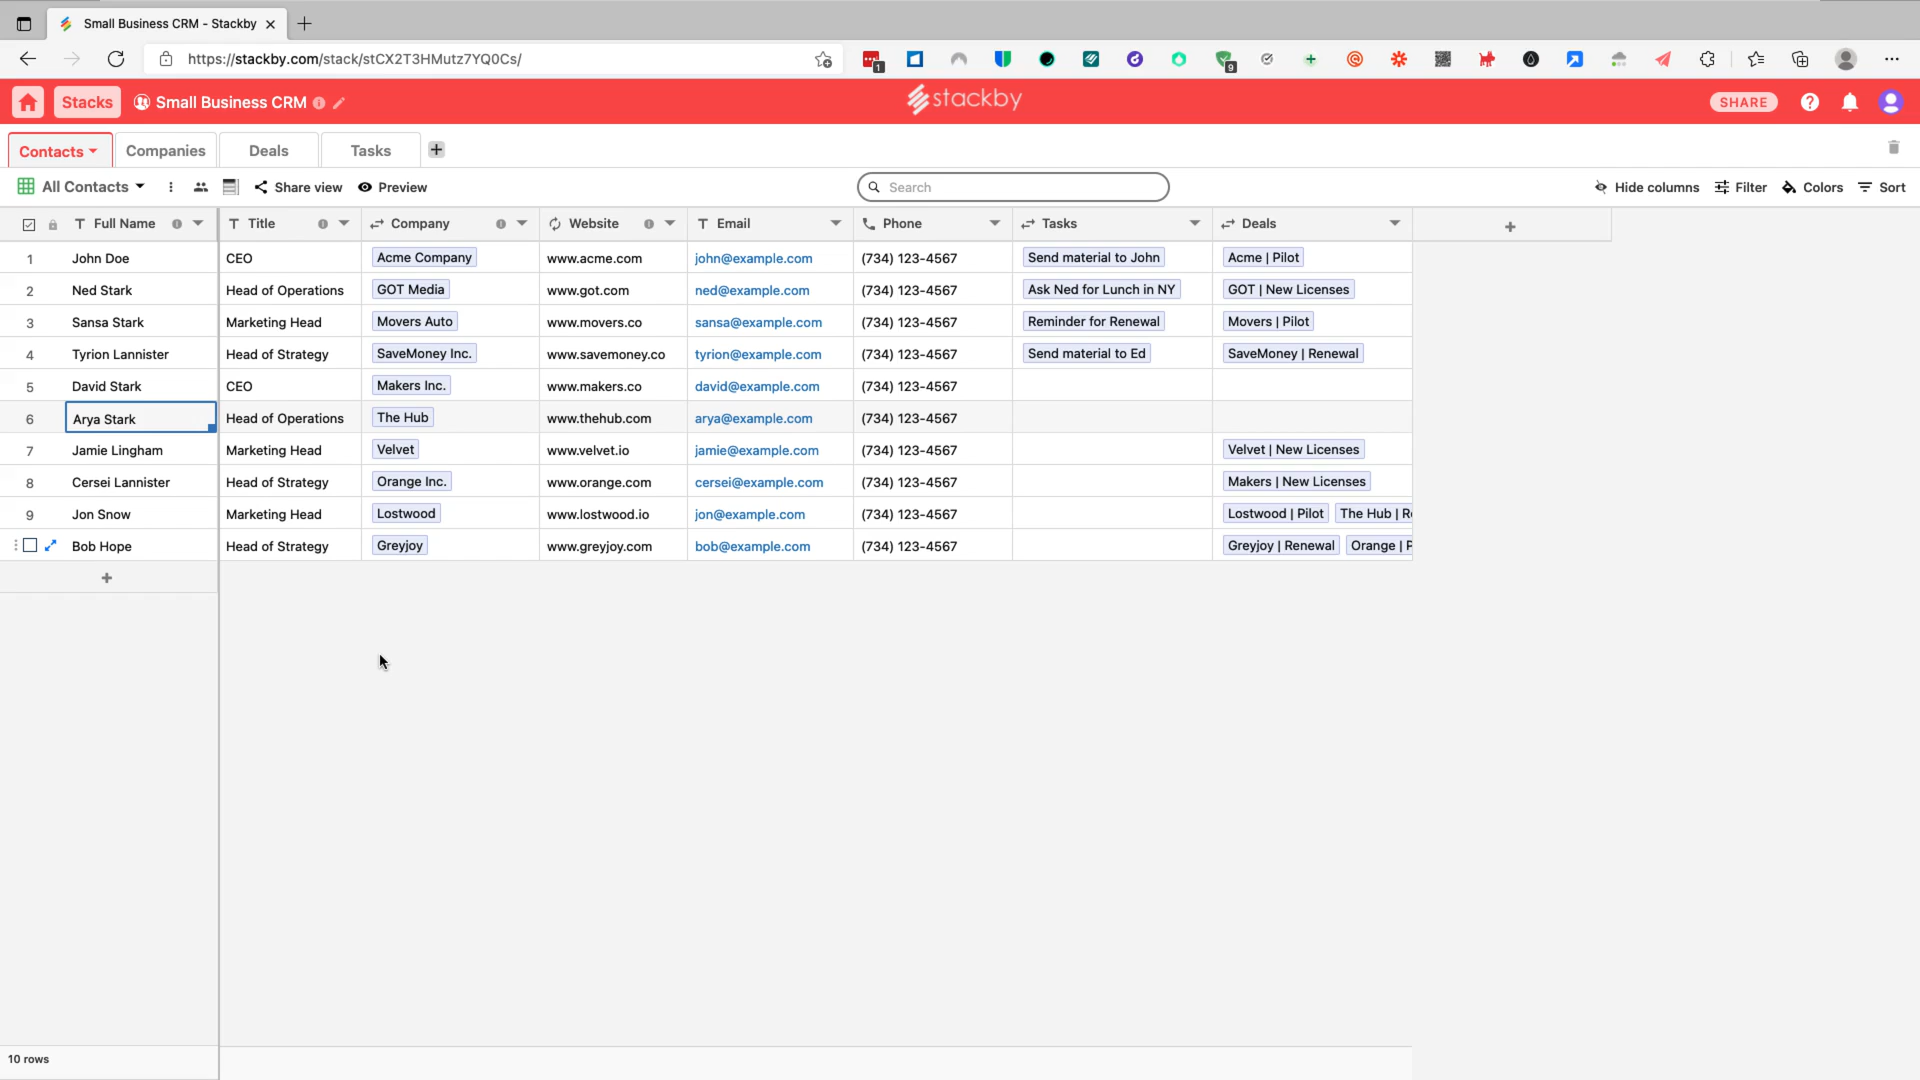 Small Business CRM - Stackby
https://stackby.com/stack/stCX2T3HMutz7YQ0Cs/
1
9
Stacks Small Business CRM stackby SHARE
Contacts Companies Deals Tasks
All Contacts Share view Preview Search Hide columns Filter Colors Sort
Full Name Title Company Website Email Phone Tasks Deals
1 John Doe CEO Acme Company www.acme.com john@example.com (734) 123-4567 Send material to John Acme | Pilot
2 Ned Stark Head of Operations GOT Media www.got.com ned@example.com (734) 123-4567 Ask Ned for Lunch in NY GOT | New Licenses
3 Sansa Stark Marketing Head Movers Auto www.movers.co sansa@example.com (734) 123-4567 Reminder for Renewal Movers | Pilot
4 Tyrion Lannister Head of Strategy SaveMoney Inc. www.savemoney.co tyrion@example.com (734) 123-4567 Send material to Ed SaveMoney | Renewal
5 David Stark CEO Makers Inc. www.makers.co david@example.com (734) 123-4567
6 Arya Stark Head of Operations The Hub www.thehub.com arya@example.com (734) 123-4567
7 Jamie Lingham Marketing Head Velvet www.velvet.io jamie@example.com (734) 123-4567 Velvet | New Licenses
8 Cersei Lannister Head of Strategy Orange Inc. www.orange.com cersei@example.com (734) 123-4567 Makers | New Licenses
9 Jon Snow Marketing Head Lostwood www.lostwood.io jon@example.com (734) 123-4567 Lostwood | Pilot The Hub |
Bob Hope Head of Strategy Greyjoy www.greyjoy.com bob@example.com (734) 123-4567 Greyjoy | Renewal Orange |
10 rows